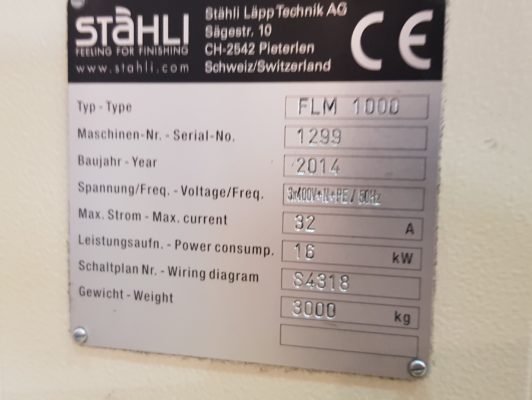 STÄHLI
FEELING FOR FINISHING
www.stahli.com
Stähli Läpp Technik AG
Sägestr. 10
CH-2542 Pieterlen
Schweiz/Switzerland
CE
Typ - Type FLM 1000
Maschinen-Nr. - Serial-No. 1299
Baujahr - Year 2014
Spannung/Freq. - Voltage/Freq. 3x400V+N+PE / 50Hz
Max. Strom - Max. current 32 A
Leistungsaufn. - Power consump. 16 kW
Schaltplan Nr. - Wiring diagram S4318
Gewicht - Weight 3000 kg